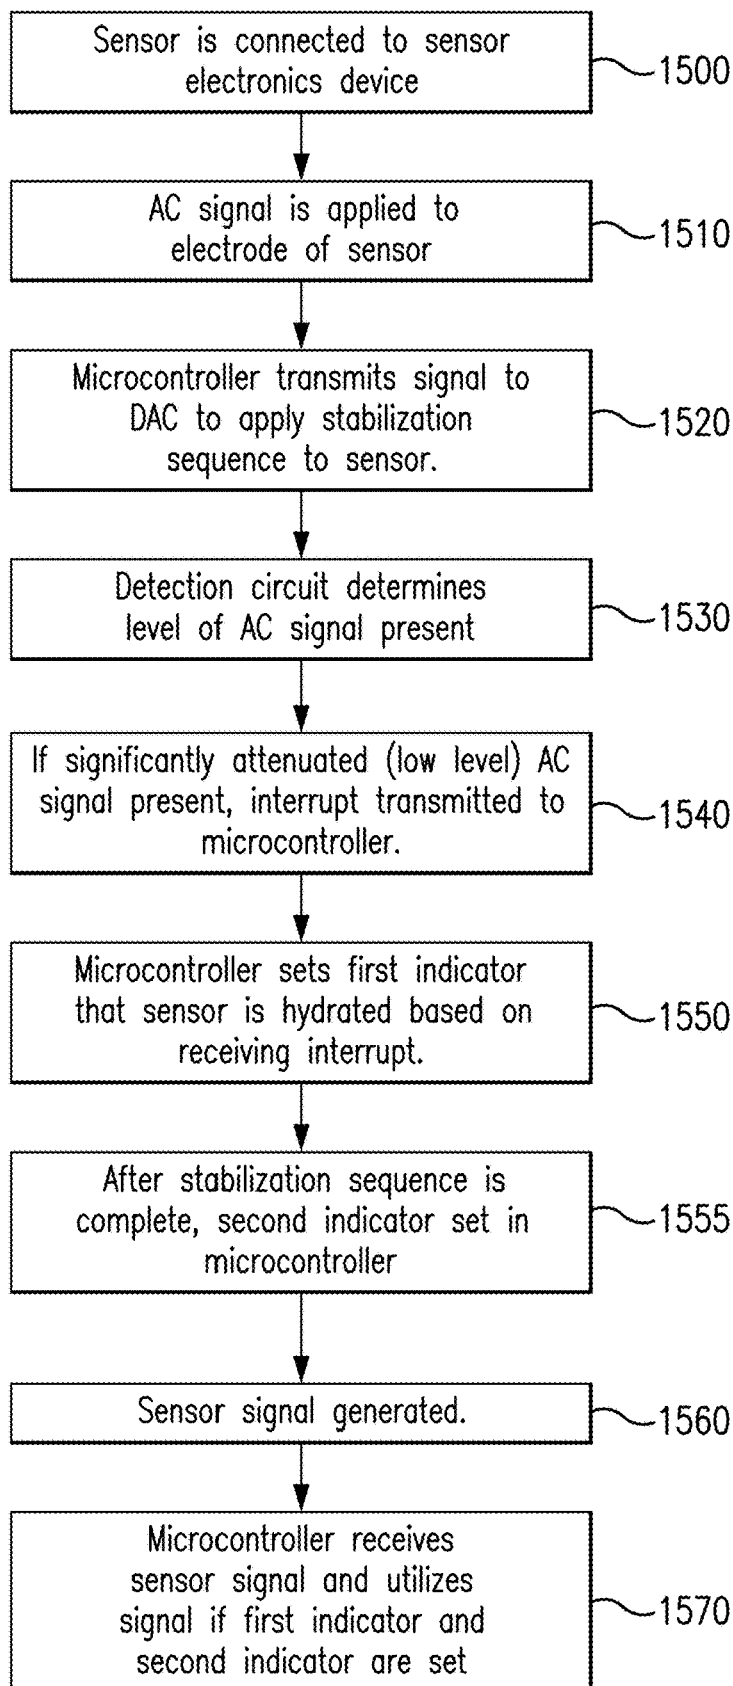 Sensor is connected to sensor
electronics device
1500
AC signal is applied to
electrode of sensor
1510
Microcontroller transmits signal to
DAC to apply stabilization
sequence to sensor.
1520
Detection circuit determines
level of AC signal present
1530
If significantly attenuated (low level) AC
signal present, interrupt transmitted to
microcontroller.
1540
Microcontroller sets first indicator
that sensor is hydrated based on
receiving interrupt.
1550
After stabilization sequence is
complete, second indicator set in
microcontroller
1555
Sensor signal generated.
1560
Microcontroller receives
sensor signal and utilizes
signal if first indicator and
second indicator are set
1570